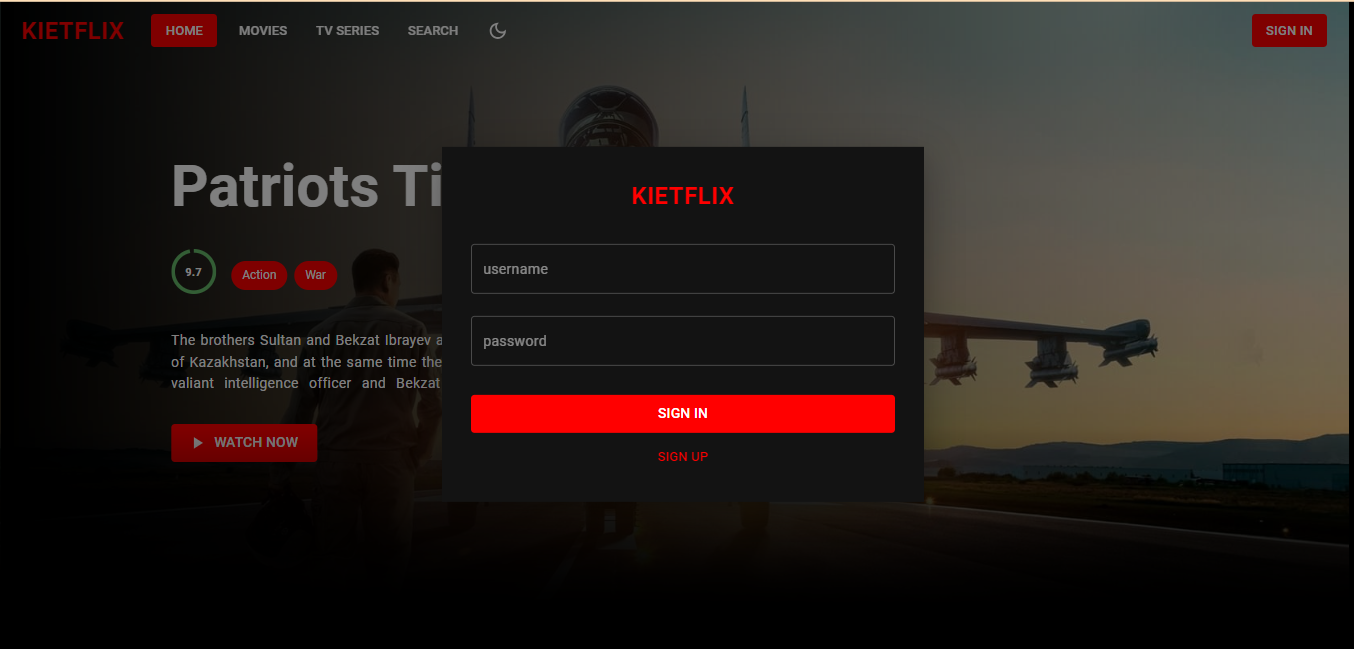 KIETFLIX
HOME
MOVIES
TV SERIES
SEARCH
SIGN IN
Patriots Ti
9.7
Action
War
The brothers Sultan and Bekzat Ibrayev a
of Kazakhstan, and at the same time the
valiant intelligence officer and Bekzat
WATCH NOW
KIETFLIX
username
password
SIGN IN
SIGN UP